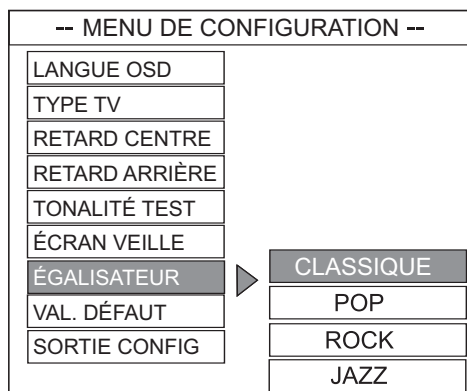 -- MENU DE CONFIGURATION --
LANGUE OSD
TYPE TV
RETARD CENTRE
RETARD ARRIÈRE
TONALITÉ TEST
ÉCRAN VEILLE
ÉGALISATEUR
VAL. DÉFAUT
SORTIE CONFIG
CLASSIQUE
POP
ROCK
JAZZ